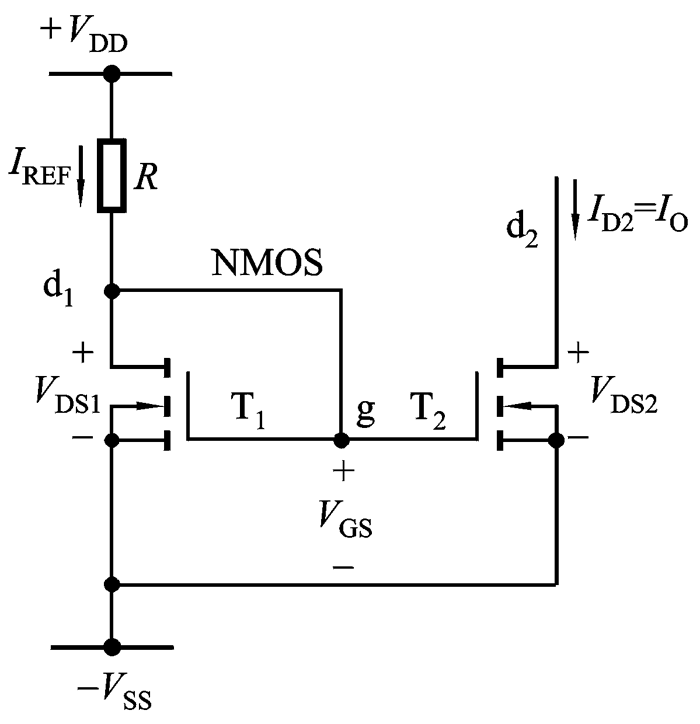 +V_DD
I_REF
R
I_D2=I_O
d_2
NMOS
d_1
+
+
V_DS1
T_1
g
T_2
V_DS2
−
−
+
V_GS
−
−V_SS